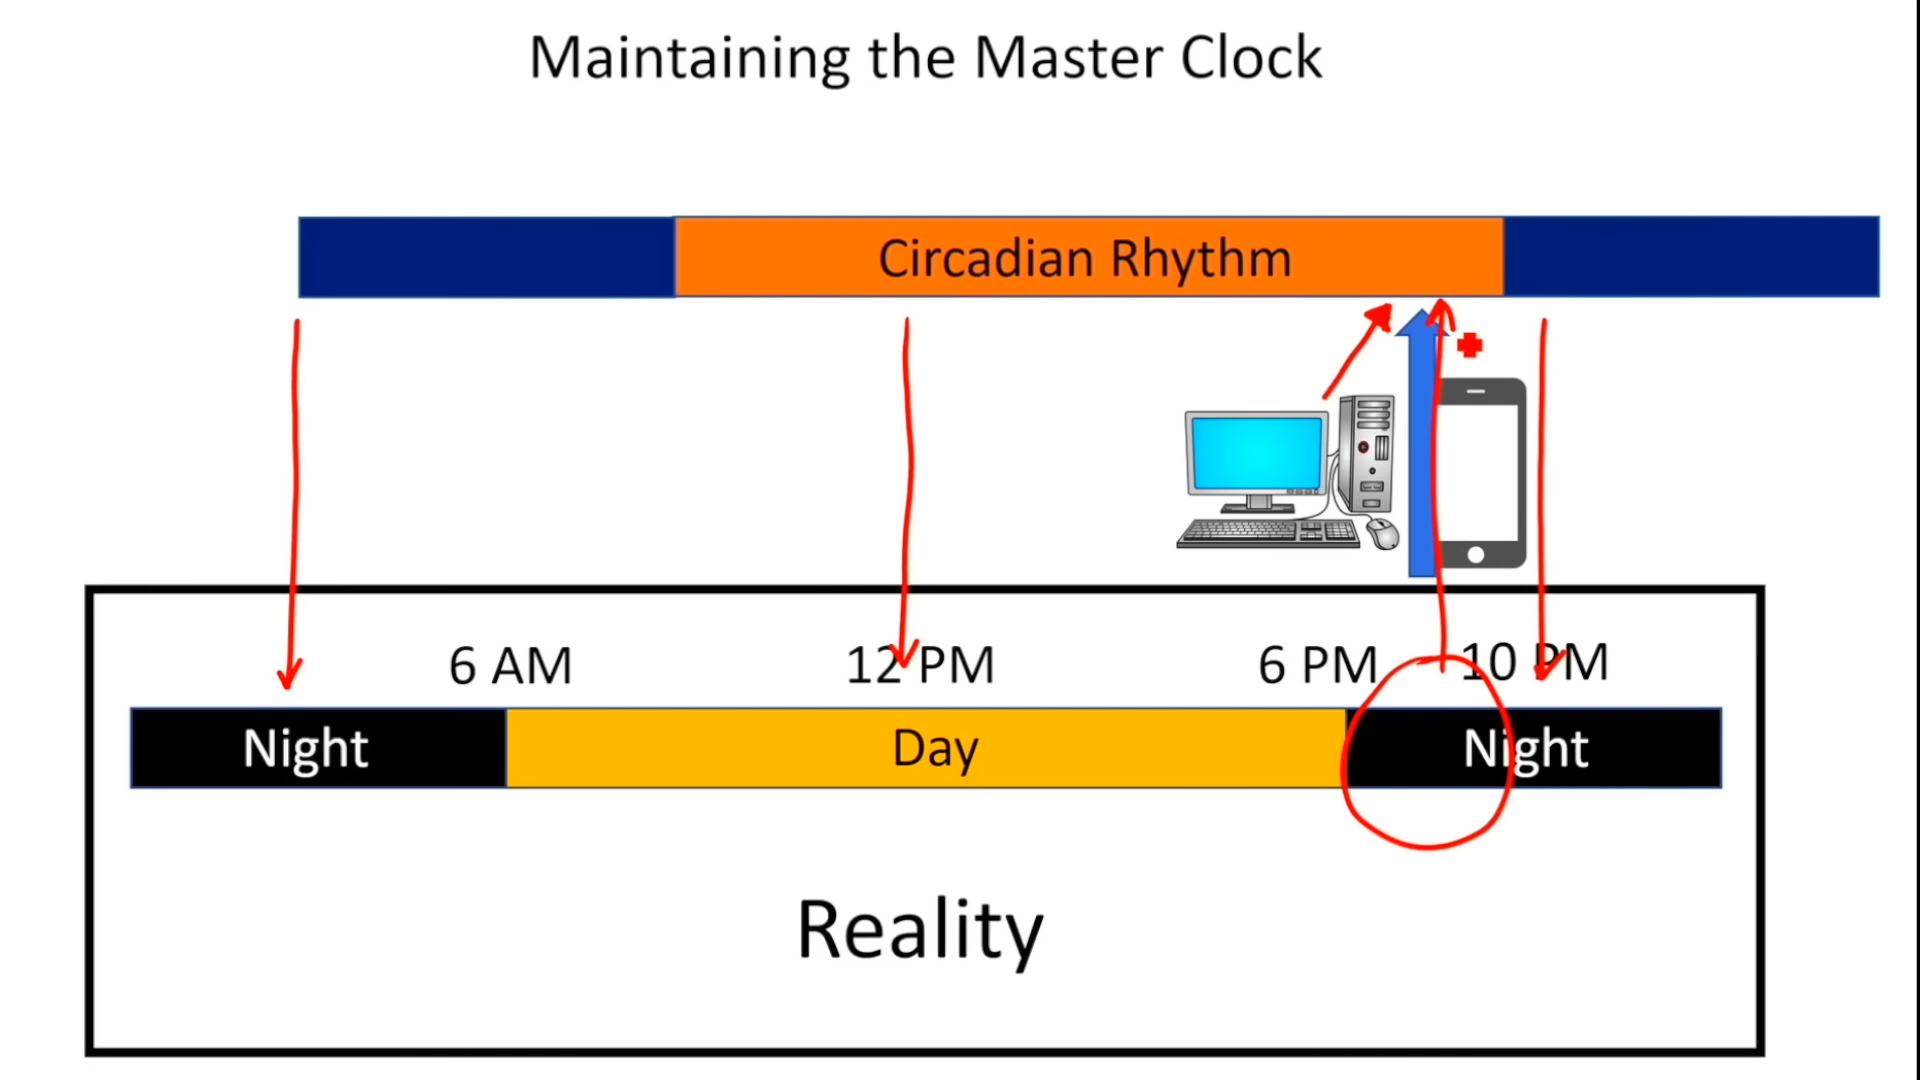 Maintaining the Master Clock
Circadian Rhythm
6 AM 12 PM 6 PM 10 PM
Night Day Night
Reality